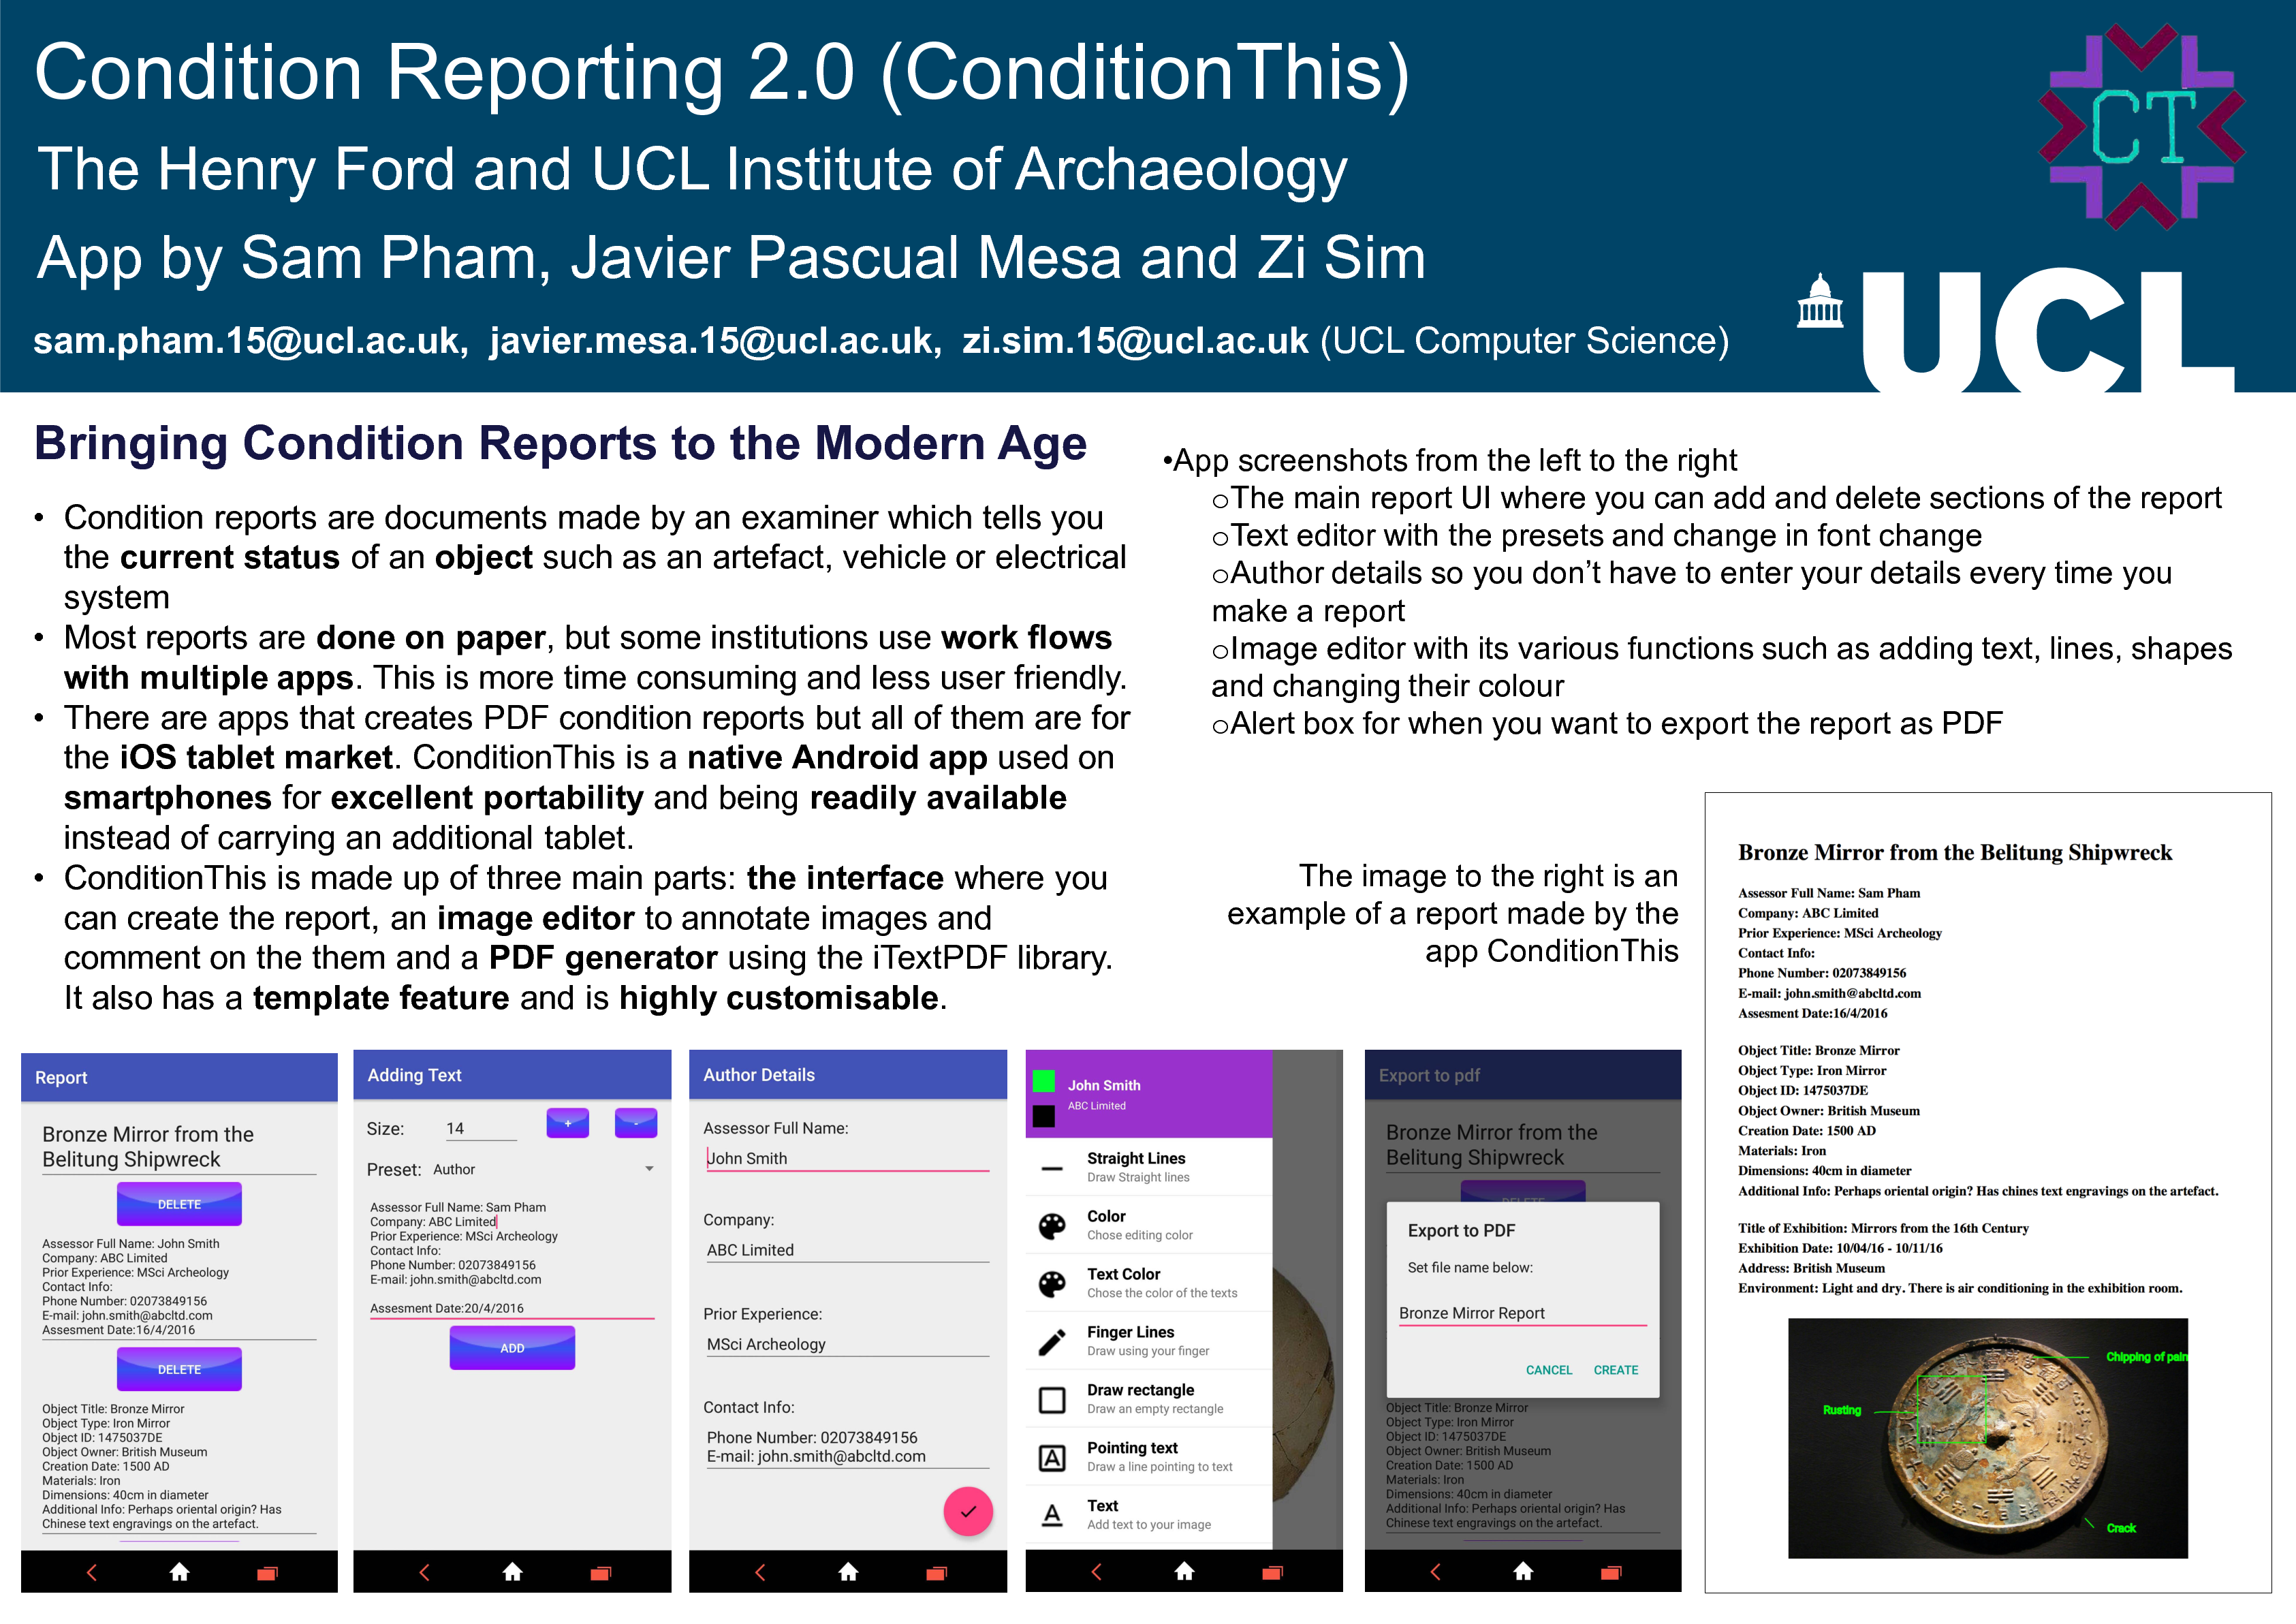 Condition Reporting 2.0 (ConditionThis)
The Henry Ford and UCL Institute of Archaeology
App by Sam Pham, Javier Pascual Mesa and Zi Sim
sam.pham.15@ucl.ac.uk, javier.mesa.15@ucl.ac.uk, zi.sim.15@ucl.ac.uk (UCL Computer Science)
CT
UCL
Bringing Condition Reports to the Modern Age
• Condition reports are documents made by an examiner which tells you
the current status of an object such as an artefact, vehicle or electrical
system
• Most reports are done on paper, but some institutions use work flows
with multiple apps. This is more time consuming and less user friendly.
• There are apps that creates PDF condition reports but all of them are for
the iOS tablet market. ConditionThis is a native Android app used on
smartphones for excellent portability and being readily available
instead of carrying an additional tablet.
• ConditionThis is made up of three main parts: the interface where you
can create the report, an image editor to annotate images and
comment on the them and a PDF generator using the iTextPDF library.
It also has a template feature and is highly customisable.
•App screenshots from the left to the right
oThe main report UI where you can add and delete sections of the report
oText editor with the presets and change in font change
oAuthor details so you don't have to enter your details every time you
make a report
oImage editor with its various functions such as adding text, lines, shapes
and changing their colour
oAlert box for when you want to export the report as PDF
The image to the right is an
example of a report made by the
app ConditionThis
Report
Bronze Mirror from the
Belitung Shipwreck
DELETE
Assessor Full Name: John Smith
Company: ABC Limited
Prior Experience: MSci Archeology
Contact Info:
Phone Number: 02073849156
E-mail: john.smith@abcltd.com
Assesment Date:16/4/2016
DELETE
Object Title: Bronze Mirror
Object Type: Iron Mirror
Object ID: 1475037DE
Object Owner: British Museum
Creation Date: 1500 AD
Materials: Iron
Dimensions: 40cm in diameter
Additional Info: Perhaps oriental origin? Has
Chinese text engravings on the artefact.
Adding Text
Size: 14 + -
Preset: Author
Assessor Full Name: Sam Pham
Company: ABC Limited
Prior Experience: MSci Archeology
Contact Info:
Phone Number: 02073849156
E-mail: john.smith@abcltd.com
Assesment Date:20/4/2016
ADD
Author Details
Assessor Full Name:
John Smith
Company:
ABC Limited
Prior Experience:
MSci Archeology
Contact Info:
Phone Number: 02073849156
E-mail: john.smith@abcltd.com
John Smith
ABC Limited
Straight Lines
Draw Straight lines
Color
Chose editing color
Text Color
Chose the color of the texts
Finger Lines
Draw using your finger
Draw rectangle
Draw an empty rectangle
Pointing text
Draw a line pointing to text
Text
Add text to your image
Export to pdf
Bronze Mirror from the
Belitung Shipwreck
DELETE
Export to PDF
Set file name below:
Bronze Mirror Report
CANCEL CREATE
Object Title: Bronze Mirror
Object Type: Iron Mirror
Object ID: 1475037DE
Object Owner: British Museum
Creation Date: 1500 AD
Materials: Iron
Dimensions: 40cm in diameter
Additional Info: Perhaps oriental origin? Has
Chinese text engravings on the artefact.
Bronze Mirror from the Belitung Shipwreck
Assessor Full Name: Sam Pham
Company: ABC Limited
Prior Experience: MSci Archeology
Contact Info:
Phone Number: 02073849156
E-mail: john.smith@abcltd.com
Assesment Date:16/4/2016
Object Title: Bronze Mirror
Object Type: Iron Mirror
Object ID: 1475037DE
Object Owner: British Museum
Creation Date: 1500 AD
Materials: Iron
Dimensions: 40cm in diameter
Additional Info: Perhaps oriental origin? Has chines text engravings on the artefact.
Title of Exhibition: Mirrors from the 16th Century
Exhibition Date: 10/04/16 - 10/11/16
Address: British Museum
Environment: Light and dry. There is air conditioning in the exhibition room.
Chipping of pain
Rusting
Crack